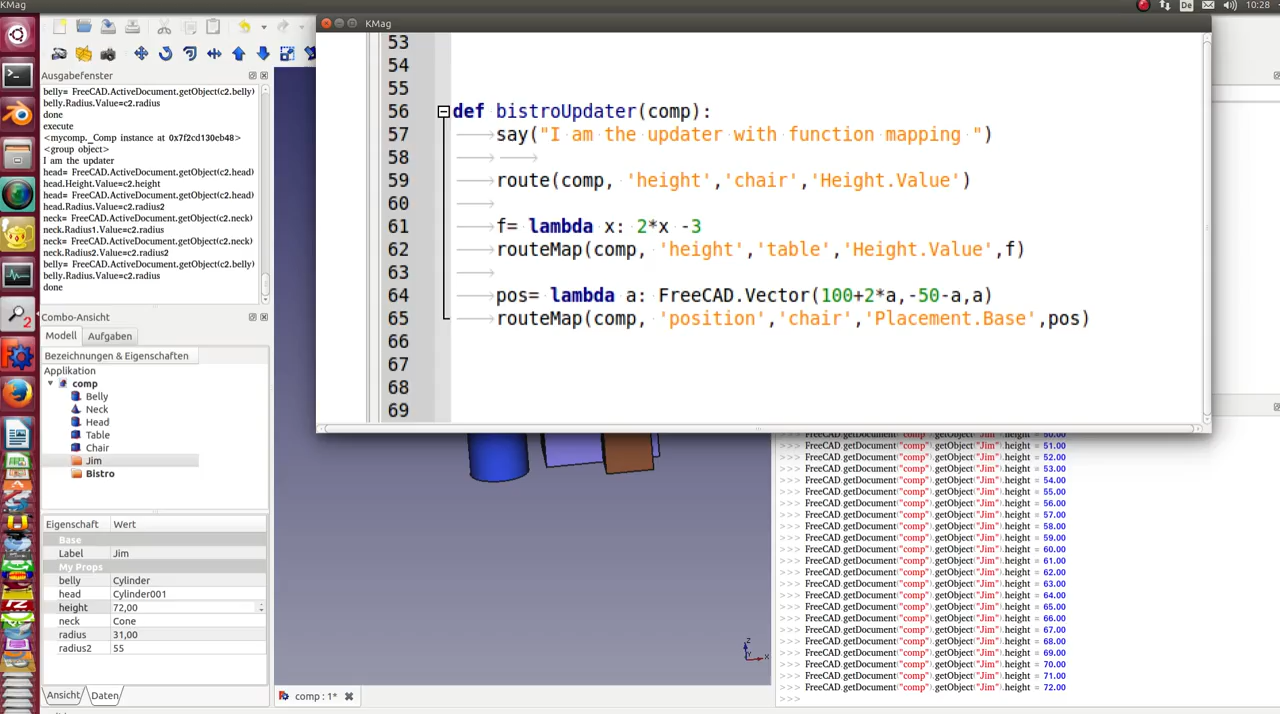 KMag
De
10:28
KMag
Ausgabefenster
belly= FreeCAD.ActiveDocument.getObject(c2.belly)
belly.Radius.Value=c2.radius
done
execute
<mycomp._Comp instance at 0x7f2cd130eb48>
<group object>
I am the updater
head= FreeCAD.ActiveDocument.getObject(c2.head)
head.Height.Value=c2.height
head= FreeCAD.ActiveDocument.getObject(c2.head)
head.Radius.Value=c2.radius2
neck= FreeCAD.ActiveDocument.getObject(c2.neck)
neck.Radius1.Value=c2.radius
neck= FreeCAD.ActiveDocument.getObject(c2.neck)
neck.Radius2.Value=c2.radius2
belly= FreeCAD.ActiveDocument.getObject(c2.belly)
belly.Radius.Value=c2.radius
done
Combo-Ansicht
Modell Aufgaben
Bezeichnungen & Eigenschaften
Applikation
comp
Belly
Neck
Head
Table
Chair
Jim
Bistro
Eigenschaft Wert
Base
Label Jim
My Props
belly Cylinder
head Cylinder001
height 72,00
neck Cone
radius 31,00
radius2 55
Ansicht Daten
53
54
55
56 def bistroUpdater(comp):
57 say("I am the updater with function mapping ")
58
59 route(comp, 'height','chair','Height.Value')
60
61 f= lambda x: 2*x -3
62 routeMap(comp, 'height','table','Height.Value',f)
63
64 pos= lambda a: FreeCAD.Vector(100+2*a,-50-a,a)
65 routeMap(comp, 'position','chair','Placement.Base',pos)
66
67
68
69
Z
Y
X
comp : 1*
>>> FreeCAD.getDocument("comp").getObject("Jim").height = 50.00
>>> FreeCAD.getDocument("comp").getObject("Jim").height = 51.00
>>> FreeCAD.getDocument("comp").getObject("Jim").height = 52.00
>>> FreeCAD.getDocument("comp").getObject("Jim").height = 53.00
>>> FreeCAD.getDocument("comp").getObject("Jim").height = 54.00
>>> FreeCAD.getDocument("comp").getObject("Jim").height = 55.00
>>> FreeCAD.getDocument("comp").getObject("Jim").height = 56.00
>>> FreeCAD.getDocument("comp").getObject("Jim").height = 57.00
>>> FreeCAD.getDocument("comp").getObject("Jim").height = 58.00
>>> FreeCAD.getDocument("comp").getObject("Jim").height = 59.00
>>> FreeCAD.getDocument("comp").getObject("Jim").height = 60.00
>>> FreeCAD.getDocument("comp").getObject("Jim").height = 61.00
>>> FreeCAD.getDocument("comp").getObject("Jim").height = 62.00
>>> FreeCAD.getDocument("comp").getObject("Jim").height = 63.00
>>> FreeCAD.getDocument("comp").getObject("Jim").height = 64.00
>>> FreeCAD.getDocument("comp").getObject("Jim").height = 65.00
>>> FreeCAD.getDocument("comp").getObject("Jim").height = 66.00
>>> FreeCAD.getDocument("comp").getObject("Jim").height = 67.00
>>> FreeCAD.getDocument("comp").getObject("Jim").height = 68.00
>>> FreeCAD.getDocument("comp").getObject("Jim").height = 69.00
>>> FreeCAD.getDocument("comp").getObject("Jim").height = 70.00
>>> FreeCAD.getDocument("comp").getObject("Jim").height = 71.00
>>> FreeCAD.getDocument("comp").getObject("Jim").height = 72.00
>>>